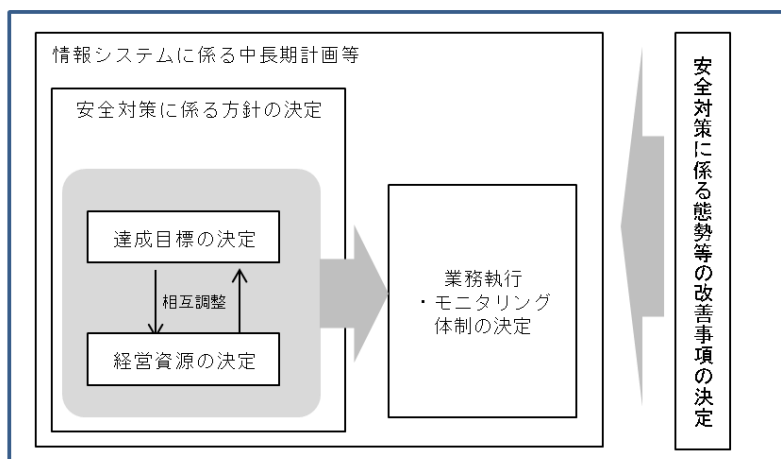 情報システムに係る中長期計画等
安全対策に係る方針の決定
達成目標の決定
相互調整
経営資源の決定
業務執行
・モニタリング
体制の決定
安全対策に係る態勢等の改善事項の決定